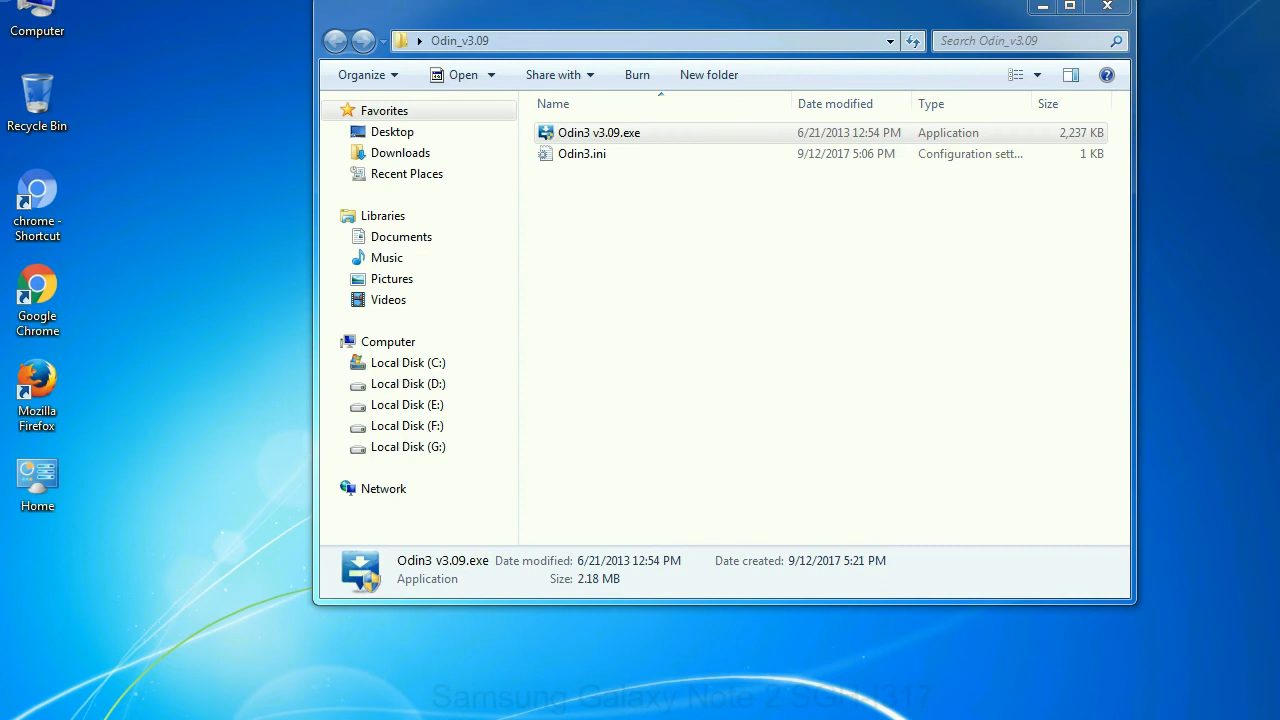 Computer
Recycle Bin
chrome -
Shortcut
Google
Chrome
Mozilla
Firefox
Home
Odin_v3.09
Search Odin_v3.09
Organize
Open
Share with
Burn
New folder
Favorites
Desktop
Downloads
Recent Places
Libraries
Documents
Music
Pictures
Videos
Computer
Local Disk (C:)
Local Disk (D:)
Local Disk (E:)
Local Disk (F:)
Local Disk (G:)
Network
Name Date modified Type Size
Odin3 v3.09.exe 6/21/2013 12:54 PM Application 2,237 KB
Odin3.ini 9/12/2017 5:06 PM Configuration sett... 1 KB
Odin3 v3.09.exe Date modified: 6/21/2013 12:54 PM Date created: 9/12/2017 5:21 PM
Application Size: 2.18 MB
Samsung Galaxy Note 2 SGH-I317